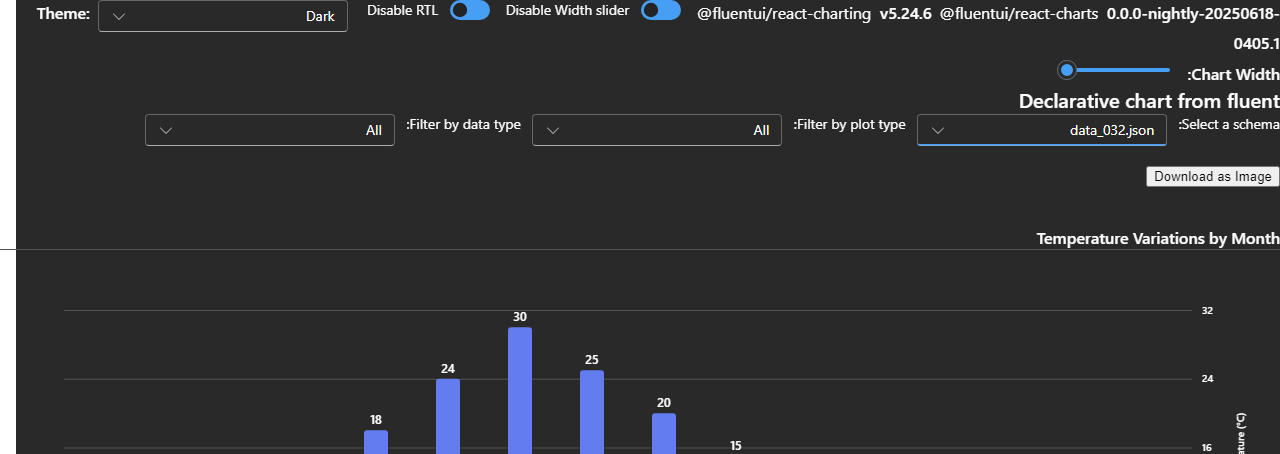 Theme:
Dark
Disable RTL
Disable Width slider
@fluentui/react-charting v5.24.6 @fluentui/react-charts 0.0.0-nightly-20250618-
0405.1
:Chart Width
Declarative chart from fluent
:Select a schema
data_032.json
:Filter by plot type
All
:Filter by data type
All
Download as Image
Temperature Variations by Month
32
30
25
24
24
20
18
15
16